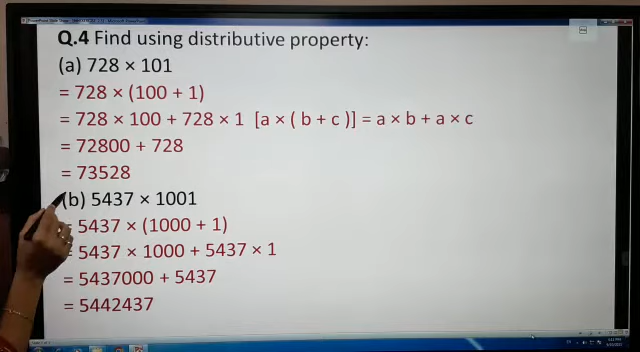 Q.4 Find using distributive property:
(a) 728 × 101
= 728 × (100 + 1)
= 728 × 100 + 728 × 1 [a × ( b + c )] = a × b + a × c
= 72800 + 728
= 73528
(b) 5437 × 1001
= 5437 × (1000 + 1)
= 5437 × 1000 + 5437 × 1
= 5437000 + 5437
= 5442437